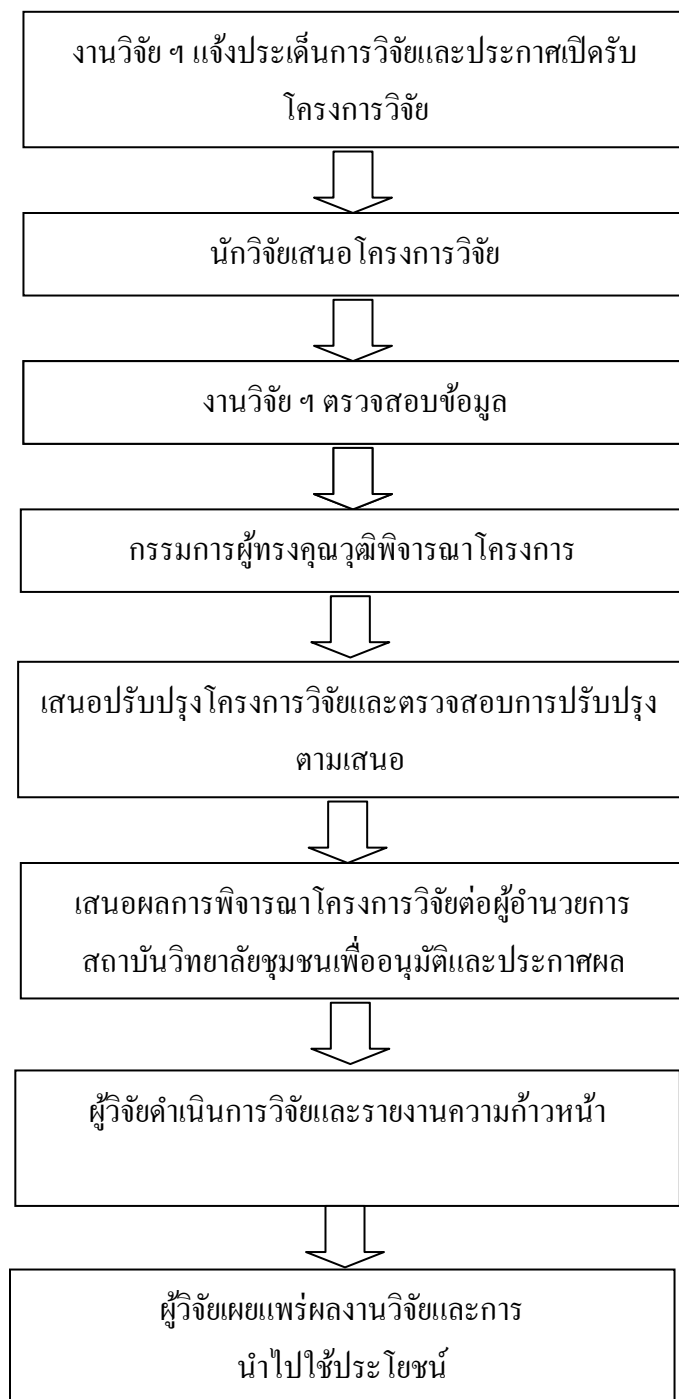 งานวิจัย ฯ แจ้งประเด็นการวิจัยและประกาศเปิดรับ
โครงการวิจัย
นักวิจัยเสนอโครงการวิจัย
งานวิจัย ฯ ตรวจสอบข้อมูล
กรรมการผู้ทรงคุณวุฒิพิจารณาโครงการ
เสนอปรับปรุงโครงการวิจัยและตรวจสอบการปรับปรุง
ตามเสนอ
เสนอผลการพิจารณาโครงการวิจัยต่อผู้อำนวยการ
สถาบันวิทยาลัยชุมชนเพื่ออนุมัติและประกาศผล
ผู้วิจัยดำเนินการวิจัยและรายงานความก้าวหน้า
ผู้วิจัยเผยแพร่ผลงานวิจัยและการ
นำไปใช้ประโยชน์